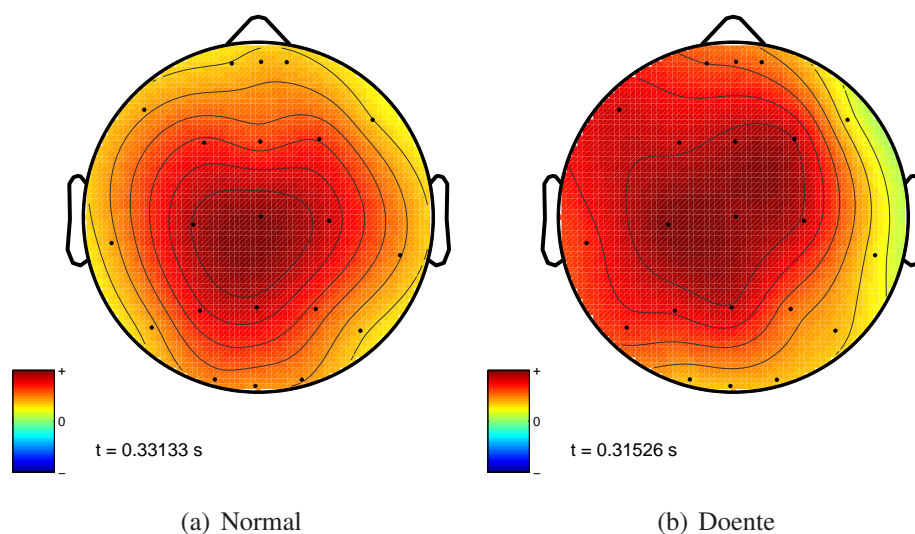 +
0
−
t = 0.33133 s
(a) Normal
+
0
−
t = 0.31526 s
(b) Doente